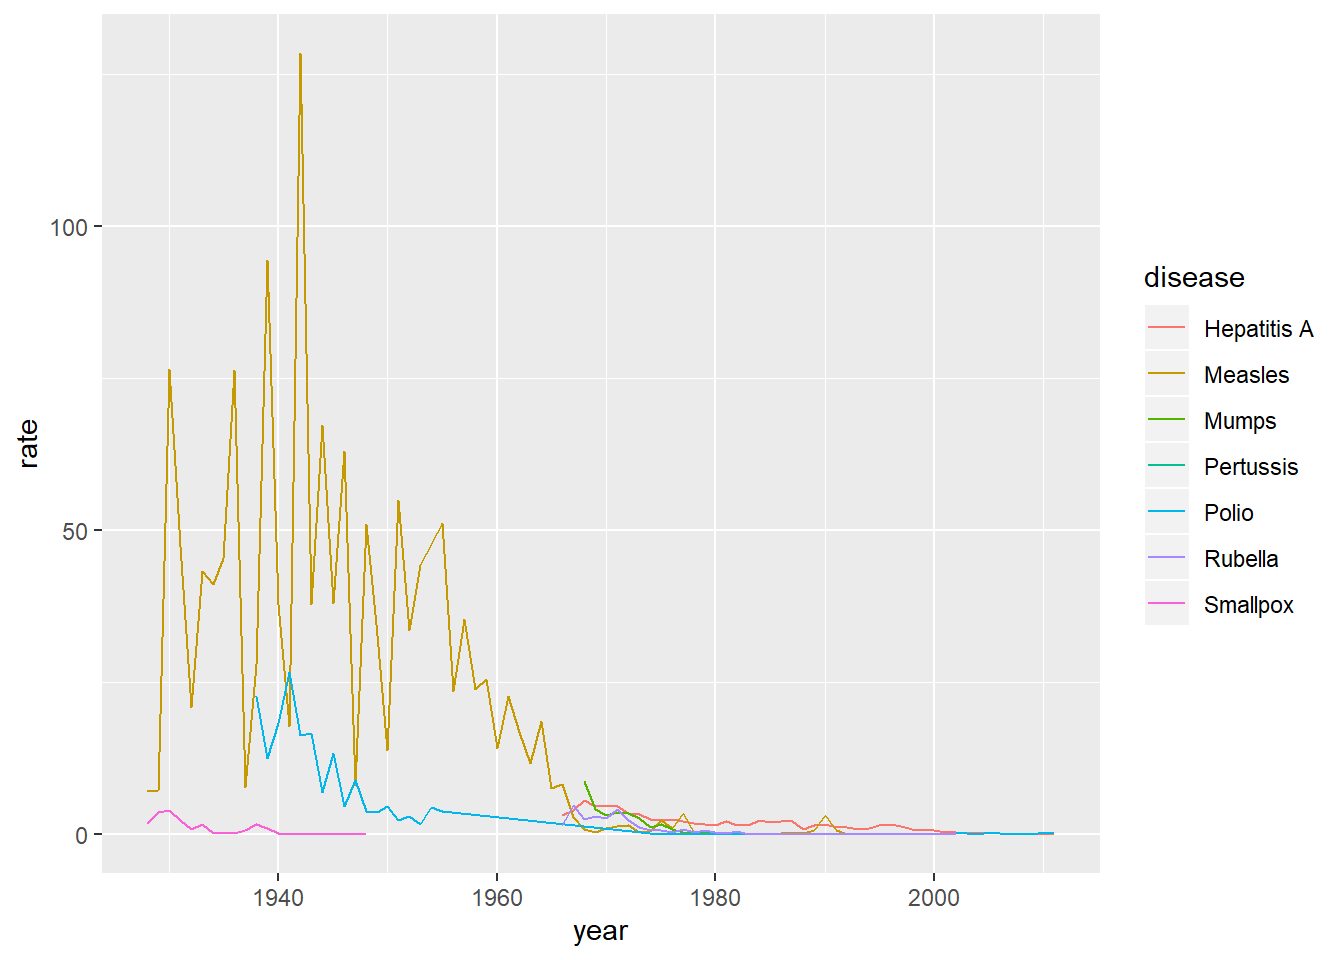 rate
100
50
0
1940
1960
1980
2000
year
disease
Hepatitis A
Measles
Mumps
Pertussis
Polio
Rubella
Smallpox